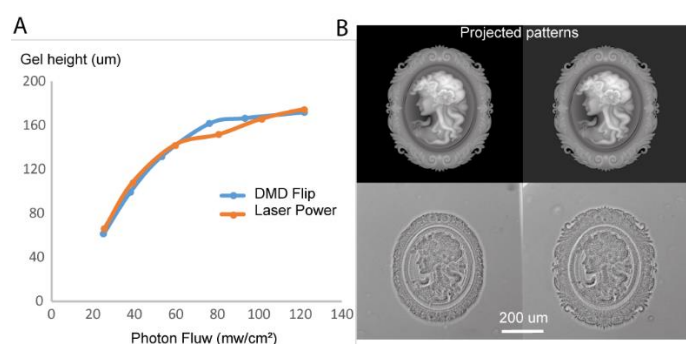 A
Gel height (um)
200
160
120
80
40
0
DMD Flip
Laser Power
0 20 40 60 80 100 120 140
Photon Fluw (mw/cm²)
B
Projected patterns
200 um